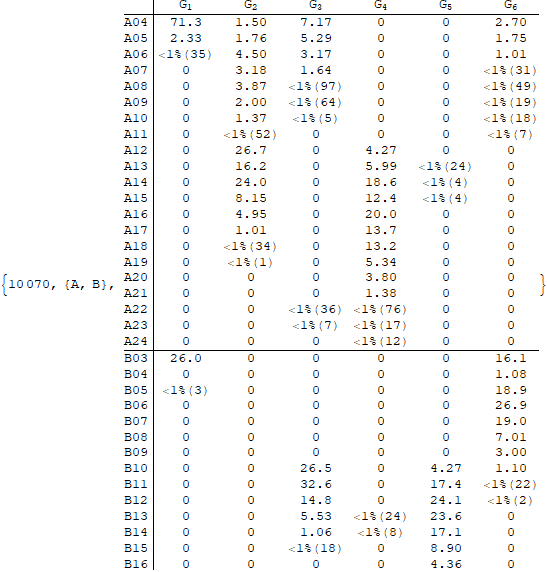 G1 G2 G3 G4 G5 G6
A04 71.3 1.50 7.17 0 0 2.70
A05 2.33 1.76 5.29 0 0 1.75
A06 <1%(35) 4.50 3.17 0 0 1.01
A07 0 3.18 1.64 0 0 <1%(31)
A08 0 3.87 <1%(97) 0 0 <1%(49)
A09 0 2.00 <1%(64) 0 0 <1%(19)
A10 0 1.37 <1%(5) 0 0 <1%(18)
A11 0 <1%(52) 0 0 0 <1%(7)
A12 0 26.7 0 4.27 0 0
A13 0 16.2 0 5.99 <1%(24) 0
A14 0 24.0 0 18.6 <1%(4) 0
A15 0 8.15 0 12.4 <1%(4) 0
A16 0 4.95 0 20.0 0 0
A17 0 1.01 0 13.7 0 0
A18 0 <1%(34) 0 13.2 0 0
A19 0 <1%(1) 0 5.34 0 0
{10070, {A, B}, A20 0 0 0 3.80 0 0 }
A21 0 0 0 1.38 0 0
A22 0 0 <1%(36) <1%(76) 0 0
A23 0 0 <1%(7) <1%(17) 0 0
A24 0 0 0 <1%(12) 0 0
B03 26.0 0 0 0 0 16.1
B04 0 0 0 0 0 1.08
B05 <1%(3) 0 0 0 0 18.9
B06 0 0 0 0 0 26.9
B07 0 0 0 0 0 19.0
B08 0 0 0 0 0 7.01
B09 0 0 0 0 0 3.00
B10 0 0 26.5 0 4.27 1.10
B11 0 0 32.6 0 17.4 <1%(22)
B12 0 0 14.8 0 24.1 <1%(2)
B13 0 0 5.53 <1%(24) 23.6 0
B14 0 0 1.06 <1%(8) 17.1 0
B15 0 0 <1%(18) 0 8.90 0
B16 0 0 0 0 4.36 0